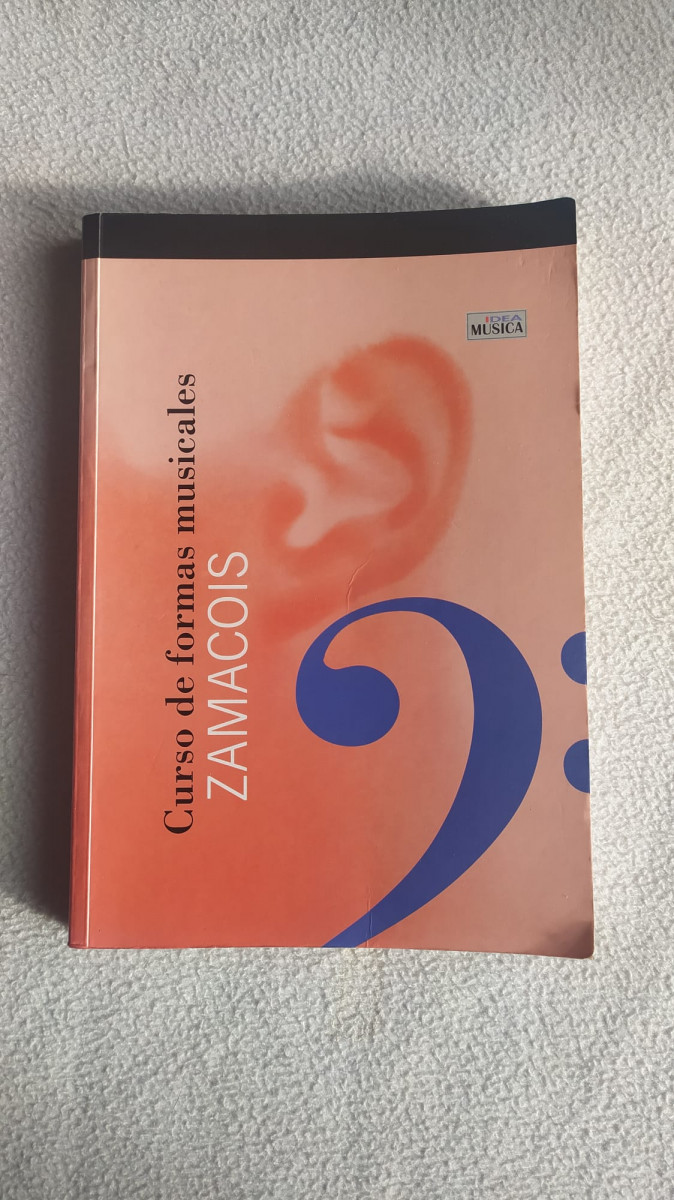 IDEA
MUSICA
Curso de formas musicales
ZAMACOIS